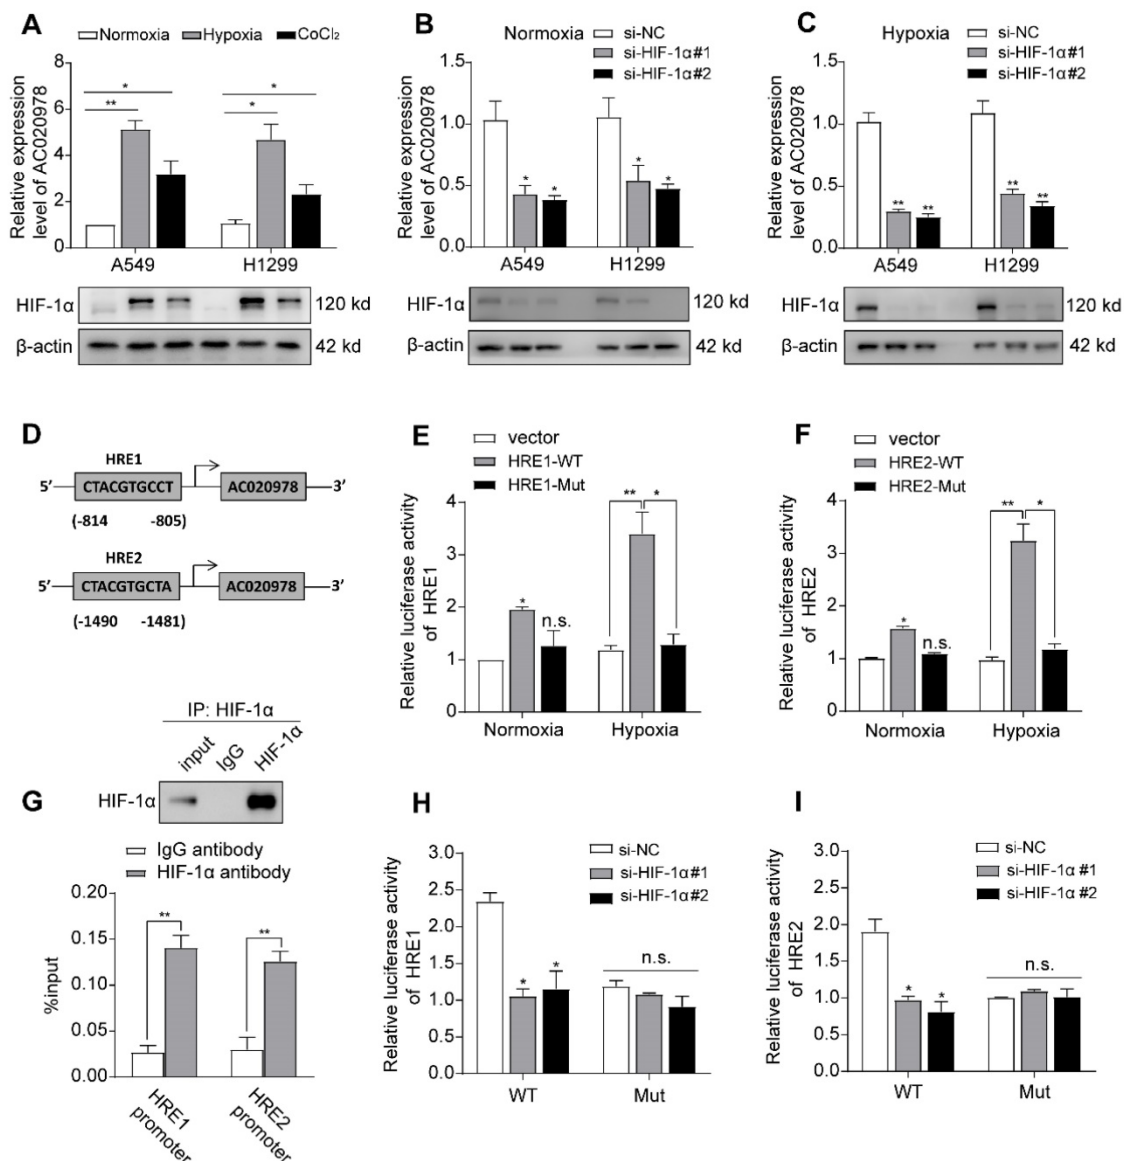 A
Normoxia Hypoxia CoCl₂
Relative expression
level of AC020978
8
6
4
2
0
* ** * *
A549 H1299
HIF-1α 120 kd
β-actin 42 kd
B
Normoxia
si-NC
si-HIF-1α#1
si-HIF-1α#2
Relative expression
level of AC020978
1.5
1.0
0.5
0.0
* * * *
A549 H1299
HIF-1α 120 kd
β-actin 42 kd
C
Hypoxia
si-NC
si-HIF-1α#1
si-HIF-1α#2
Relative expression
level of AC020978
1.5
1.0
0.5
0.0
** ** ** **
A549 H1299
HIF-1α 120 kd
β-actin 42 kd
D
HRE1
5’ CTACGTGCCT AC020978 3’
(-814 -805)
HRE2
5’ CTACGTGCTA AC020978 3’
(-1490 -1481)
E
vector
HRE1-WT
HRE1-Mut
Relative luciferase activity
of HRE1
4
3
2
1
0
* n.s. ** *
Normoxia Hypoxia
F
vector
HRE2-WT
HRE2-Mut
Relative luciferase activity
of HRE2
4
3
2
1
0
* n.s. ** *
Normoxia Hypoxia
G
IP: HIF-1α
input IgG HIF-1α
HIF-1α
IgG antibody
HIF-1α antibody
%input
0.20
0.15
0.10
0.05
0.00
** **
HRE1
promoter
HRE2
promoter
H
si-NC
si-HIF-1α#1
si-HIF-1α#2
Relative luciferase activity
of HRE1
3.0
2.5
2.0
1.5
1.0
0.5
0.0
* * n.s.
WT Mut
I
si-NC
si-HIF-1α#1
si-HIF-1α#2
Relative luciferase activity
of HRE2
3.0
2.5
2.0
1.5
1.0
0.5
0.0
* * n.s.
WT Mut